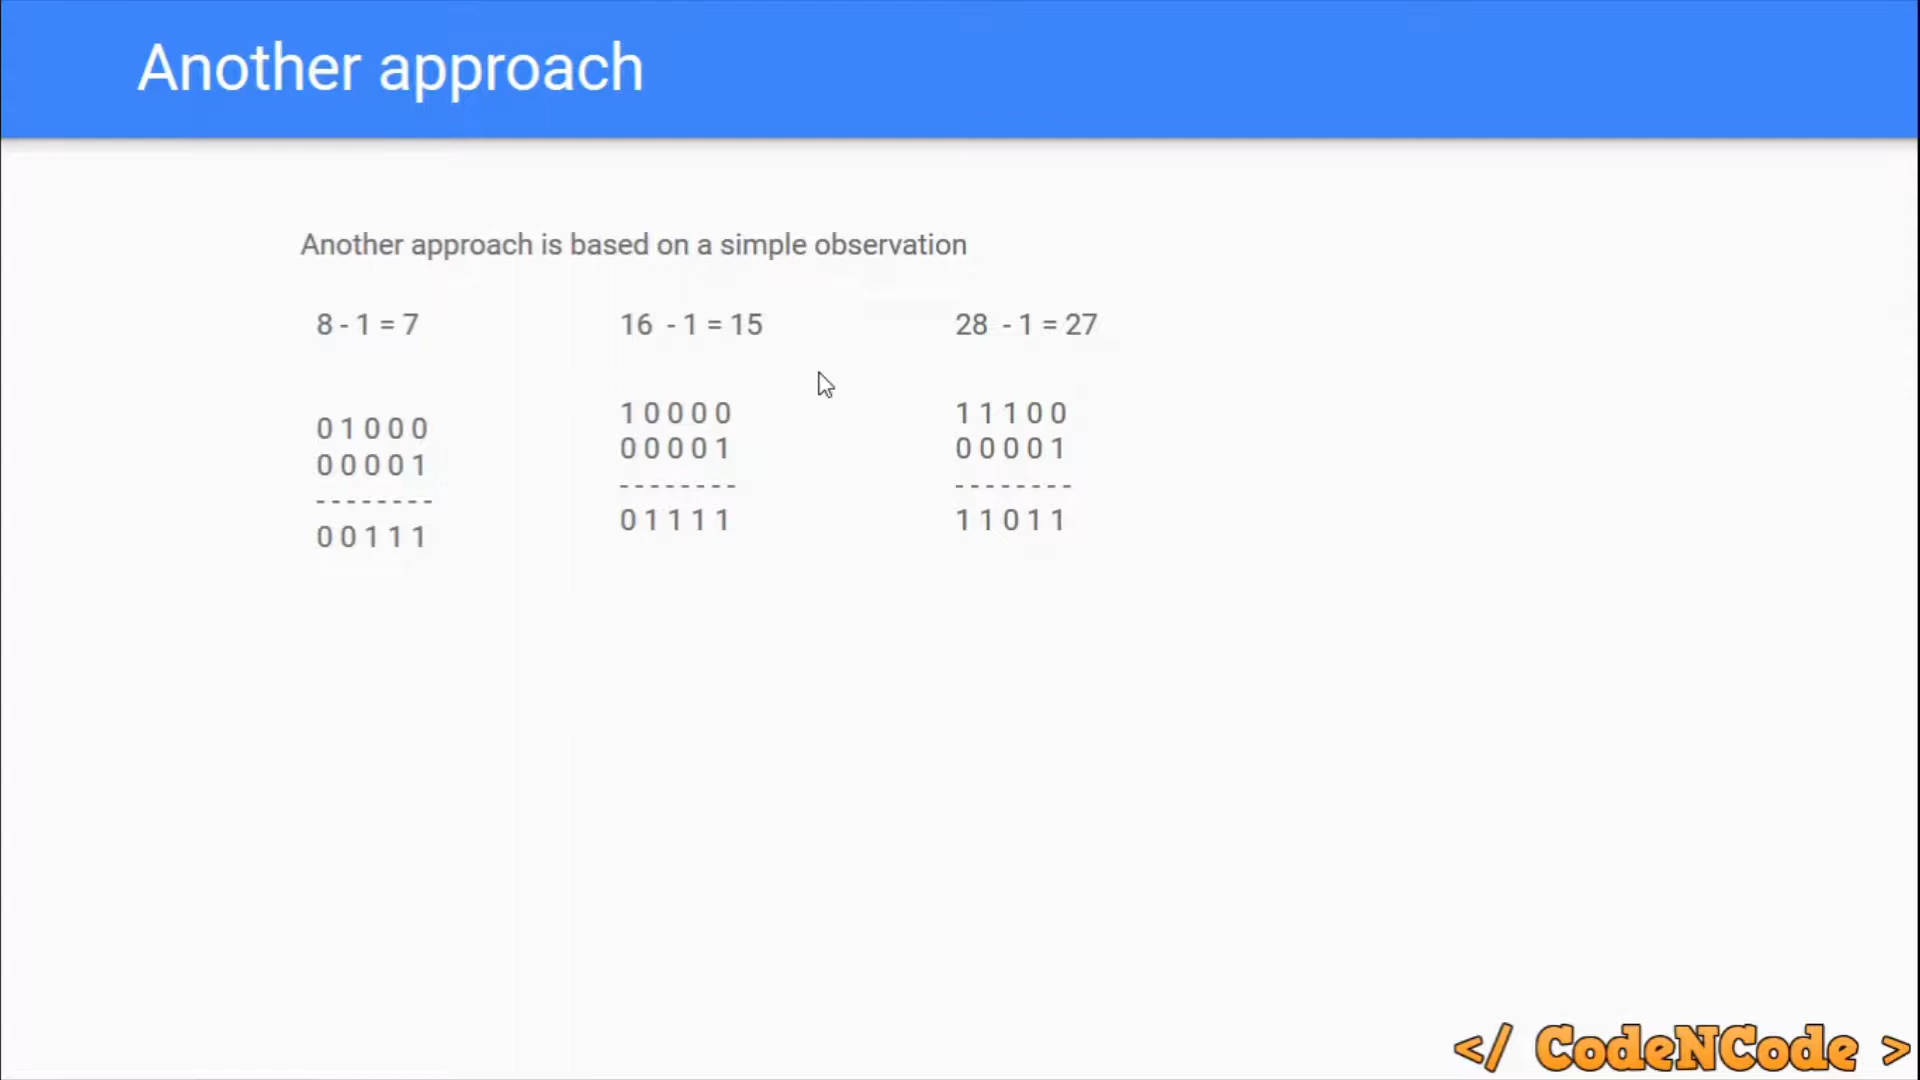 Another approach
Another approach is based on a simple observation
8 - 1 = 7
0 1 0 0 0
0 0 0 0 1
- - - - - - - -
0 0 1 1 1
16 - 1 = 15
1 0 0 0 0
0 0 0 0 1
- - - - - - - -
0 1 1 1 1
28 - 1 = 27
1 1 1 0 0
0 0 0 0 1
- - - - - - - -
1 1 0 1 1
</ CodeNCode >